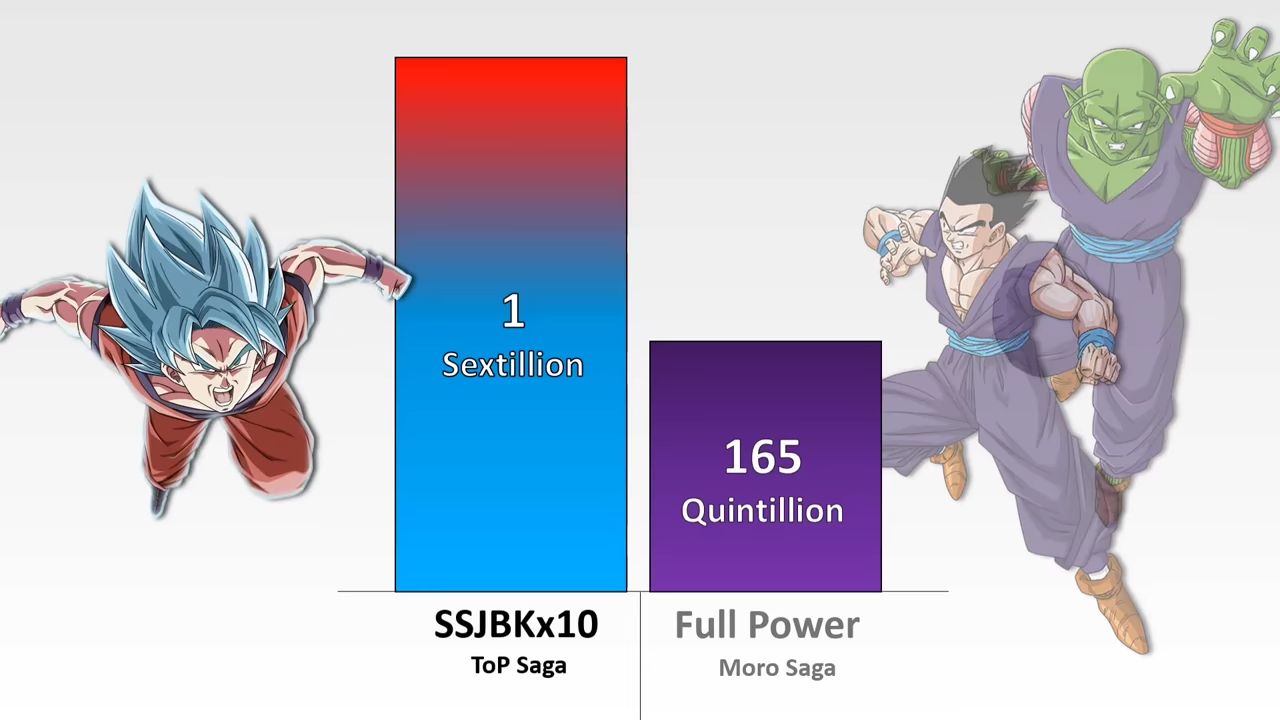 1
Sextillion
165
Quintillion
SSJBKx10
ToP Saga
Full Power
Moro Saga